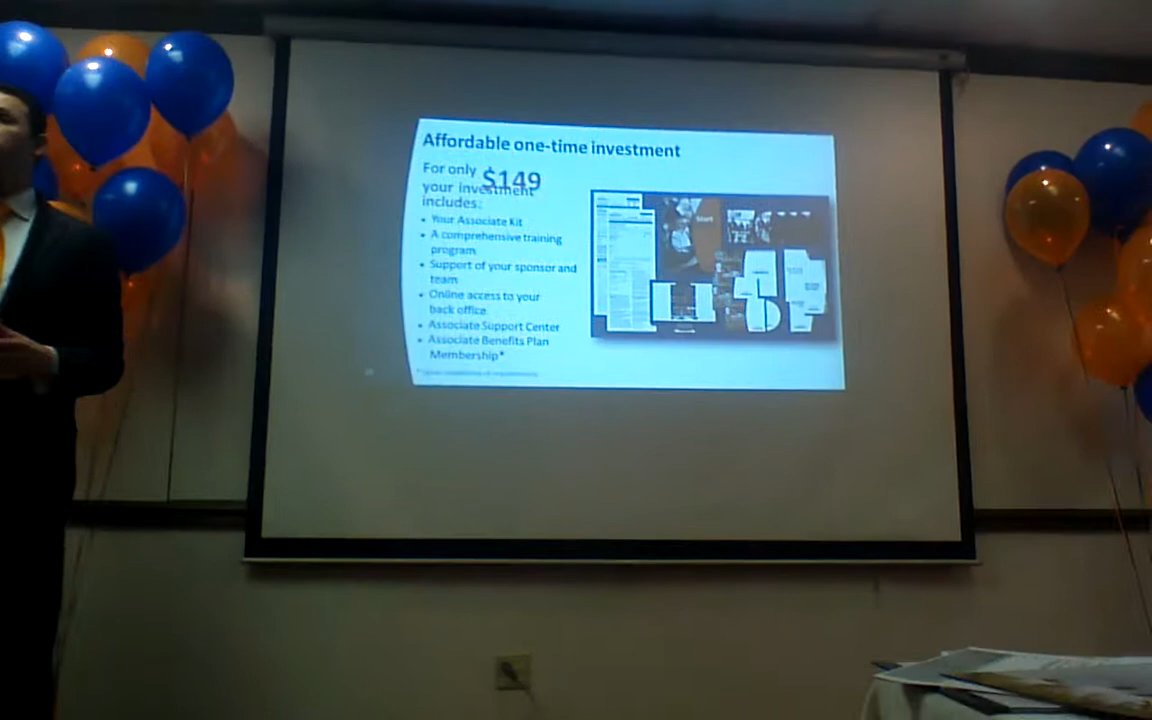 Affordable one-time investment
For only $149
your investment
includes:
• Your Associate Kit
• A comprehensive training
program
• Support of your sponsor and
team
• Online access to your
back office
• Associate Support Center
• Associate Benefits Plan
Membership*
Start